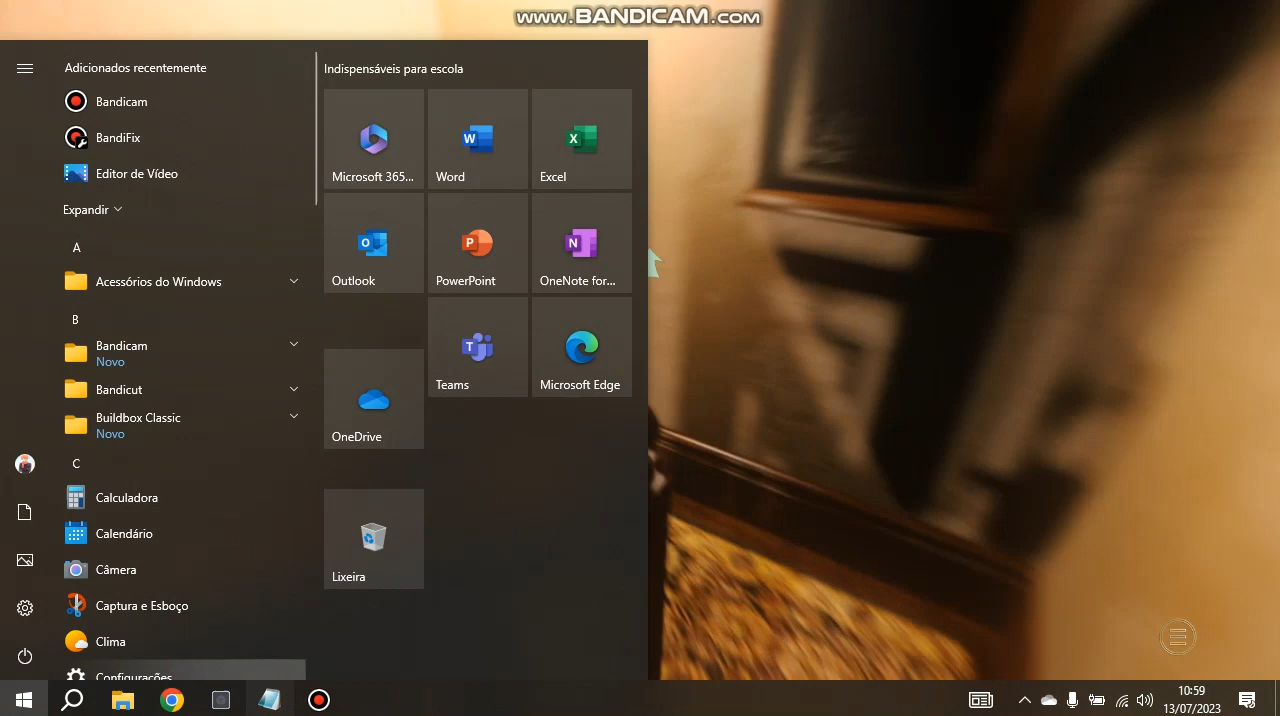 www.BANDICAM.com
Adicionados recentemente
Bandicam
BandiFix
Editor de Vídeo
Expandir
A
Acessórios do Windows
B
Bandicam
Novo
Bandicut
Buildbox Classic
Novo
C
Calculadora
Calendário
Câmera
Captura e Esboço
Clima
Configurações
Indispensáveis para escola
Microsoft 365...
Word
Excel
Outlook
PowerPoint
OneNote for...
Teams
Microsoft Edge
OneDrive
Lixeira
10:59
13/07/2023